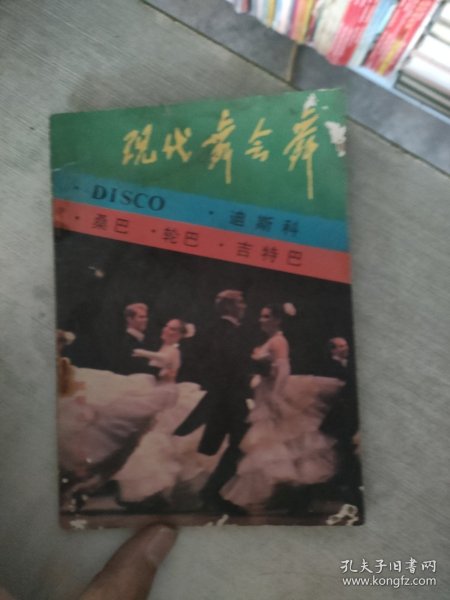 现代舞会舞
· DISCO · 迪斯科
· 桑巴 · 轮巴 · 吉特巴
孔夫子旧书网
www.kongfz.com